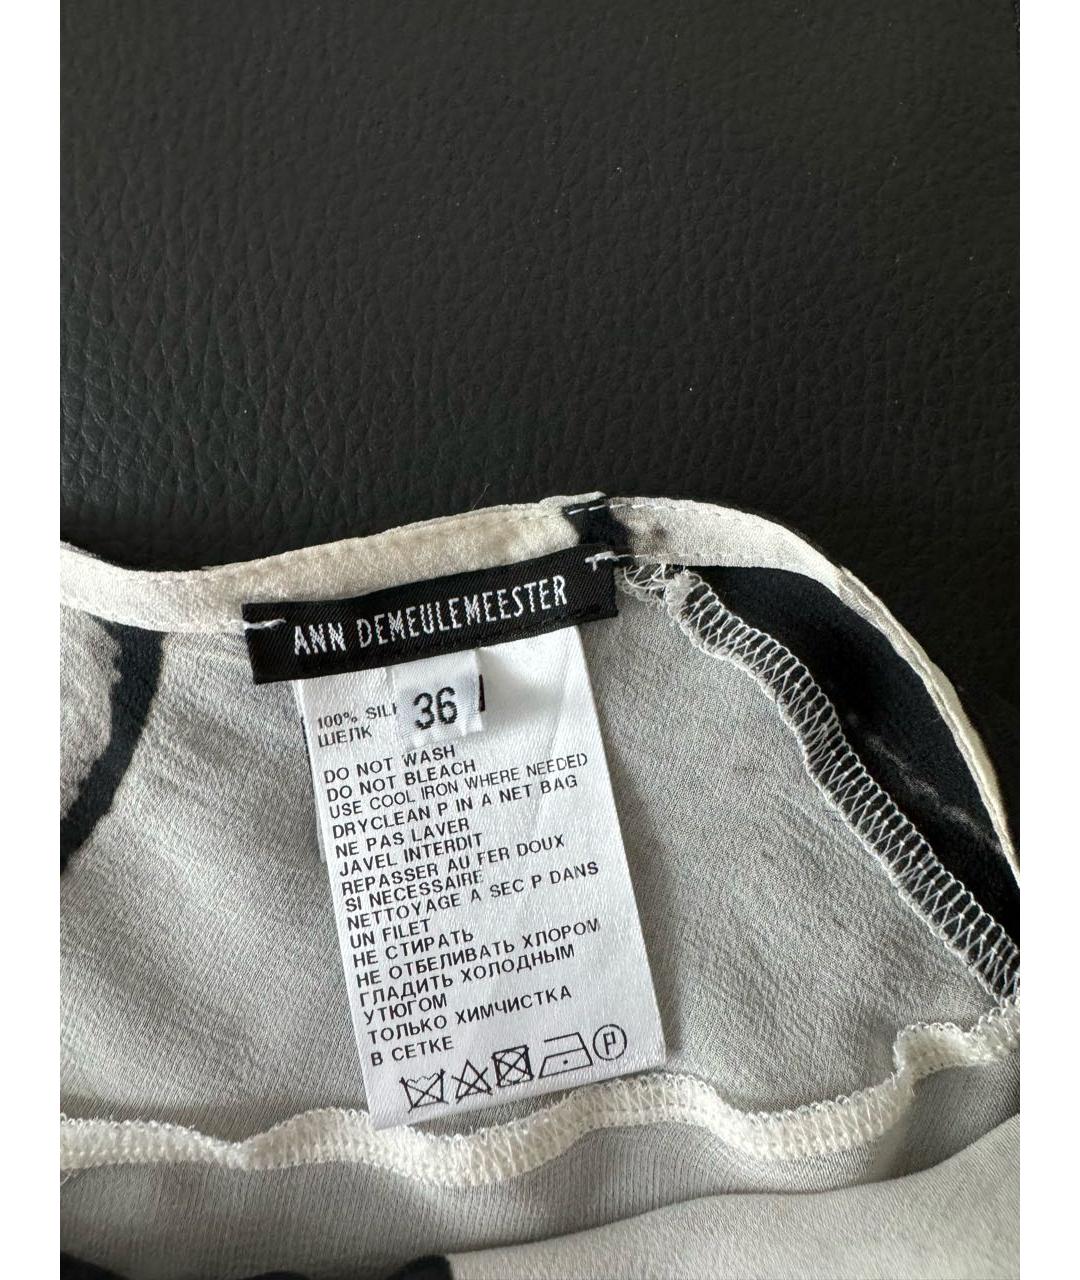 ANN DEMEULEMEESTER
36
100% SILK
ШЕЛК
DO NOT WASH
DO NOT BLEACH
USE COOL IRON WHERE NEEDED
DRYCLEAN P IN A NET BAG
NE PAS LAVER
JAVEL INTERDIT
REPASSER AU FER DOUX
SI NECESSAIRE
NETTOYAGE A SEC P DANS
UN FILET
НЕ СТИРАТЬ
НЕ ОТБЕЛИВАТЬ ХЛОРОМ
ГЛАДИТЬ ХОЛОДНЫМ
УТЮГОМ
ТОЛЬКО ХИМЧИСТКА
В СЕТКЕ
P